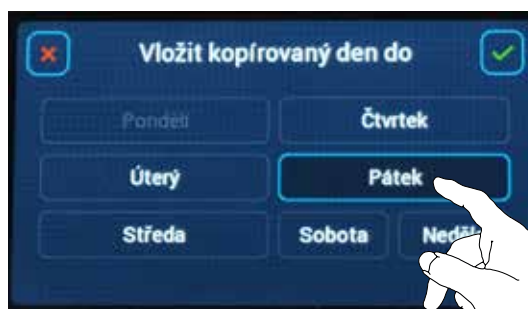 Vložit kopírovaný den do
Pondělí Čtvrtek
Úterý Pátek
Středa Sobota